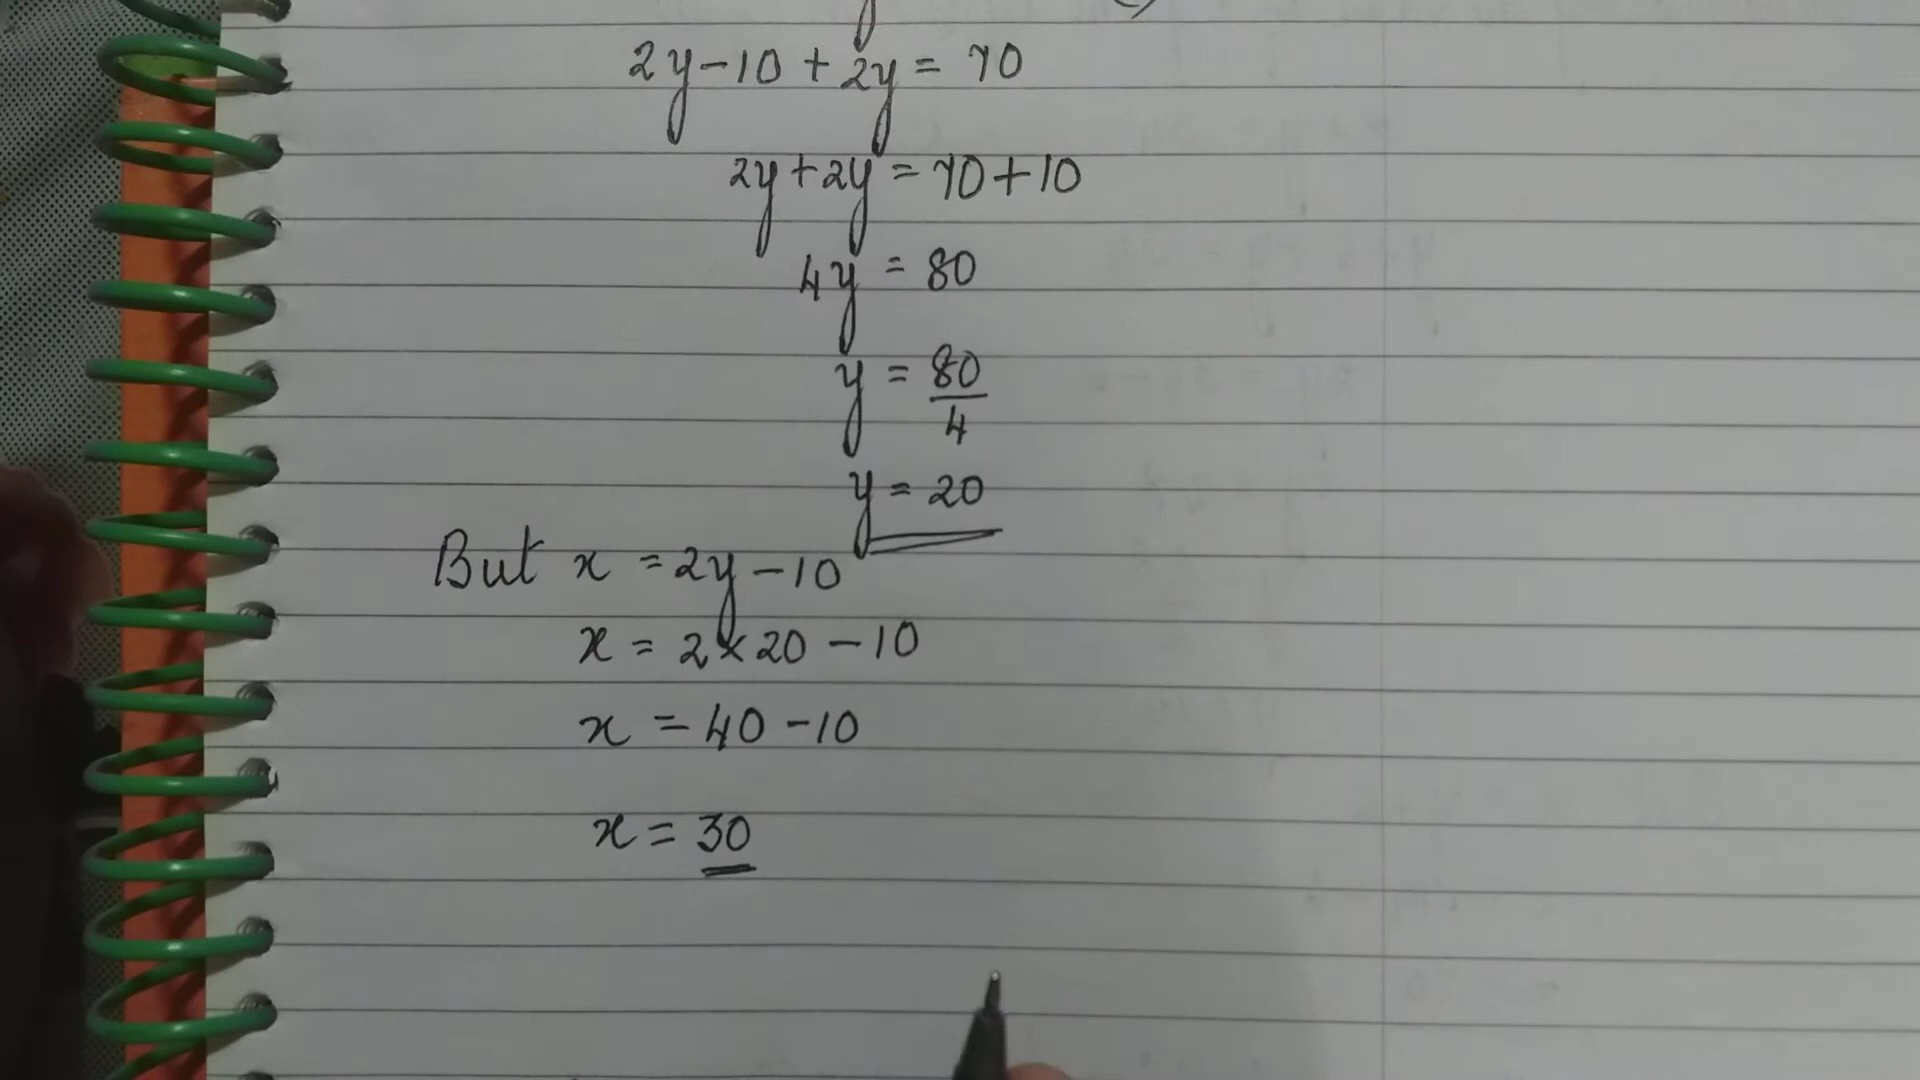 2y-10 + 2y = 70
2y+2y = 70+10
4y = 80
y = 80/4
y = 20
But x = 2y-10
x = 2×20-10
x = 40-10
x = 30